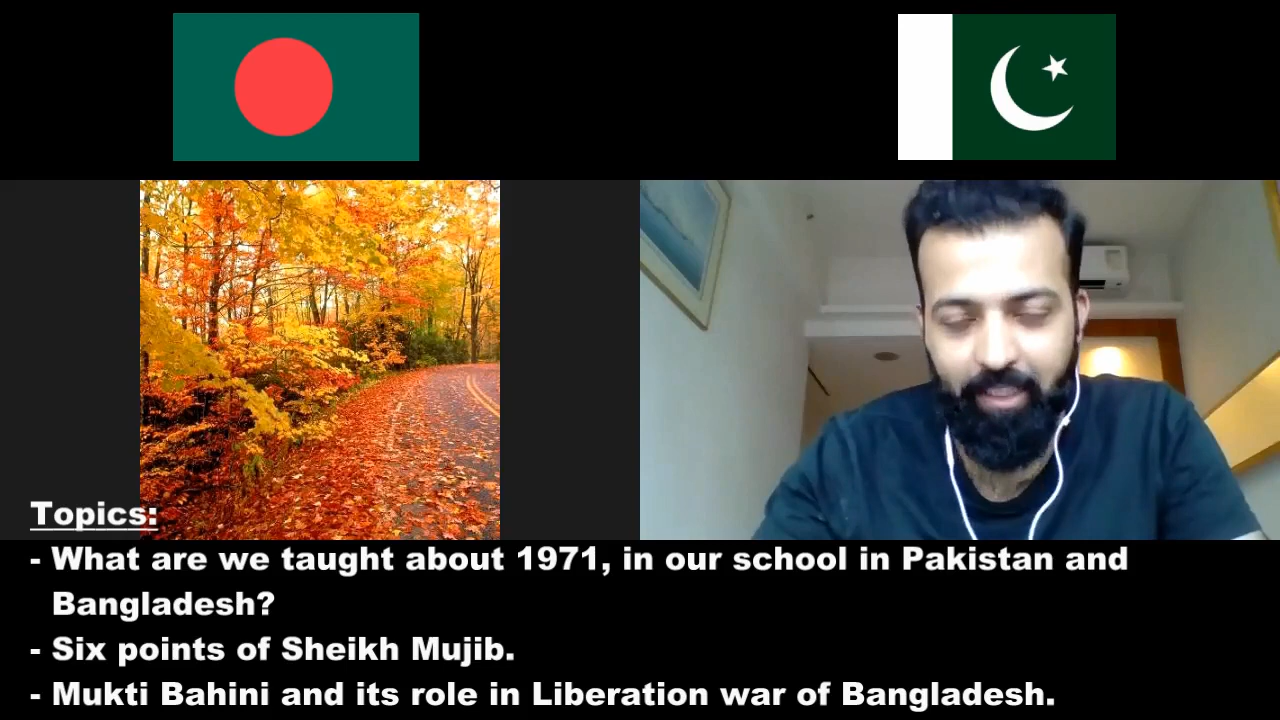 Topics:
- What are we taught about 1971, in our school in Pakistan and
Bangladesh?
- Six points of Sheikh Mujib.
- Mukti Bahini and its role in Liberation war of Bangladesh.